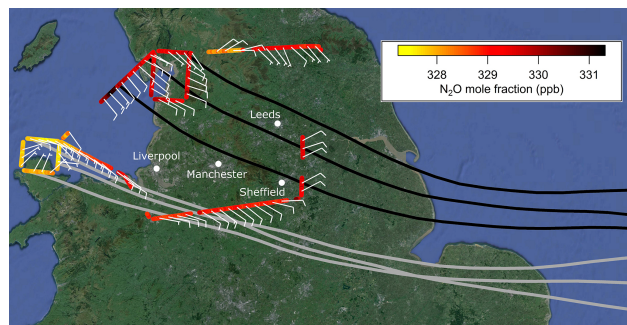 328 329 330 331
N₂O mole fraction (ppb)
Leeds
Liverpool
Manchester
Sheffield